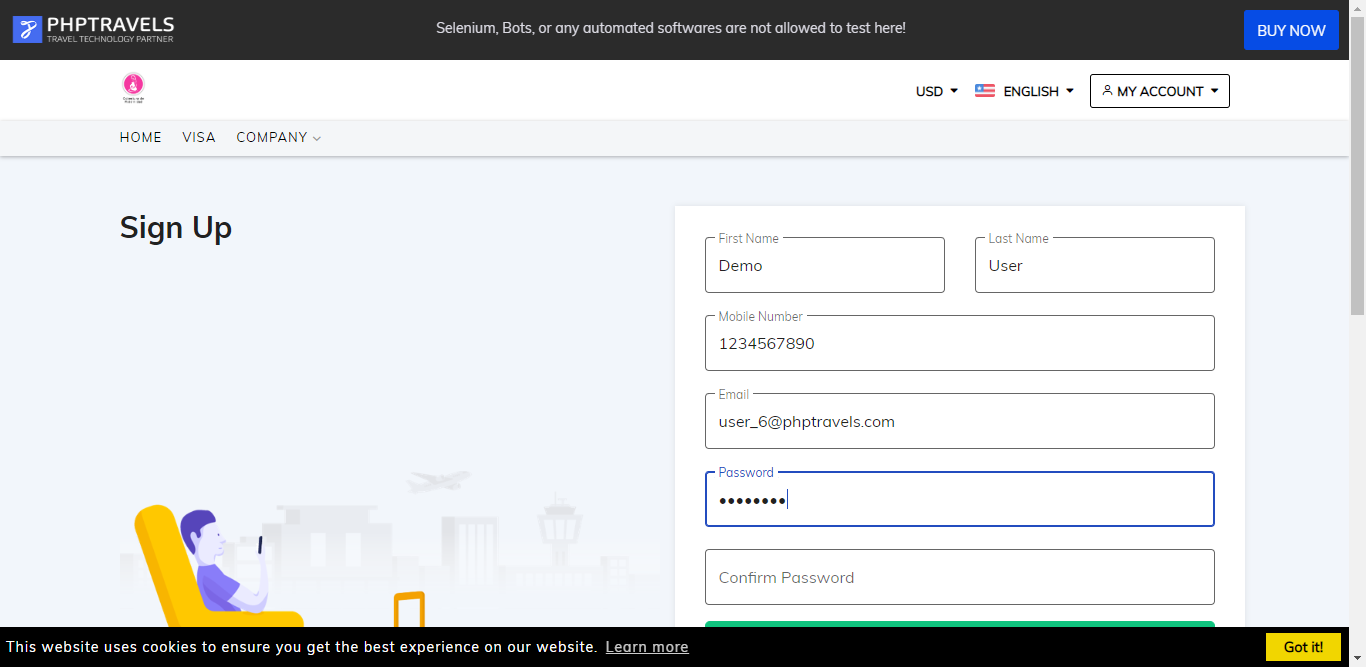 PHPTRAVELS
TRAVEL TECHNOLOGY PARTNER
Selenium, Bots, or any automated softwares are not allowed to test here!
BUY NOW
USD
ENGLISH
MY ACCOUNT
HOME
VISA
COMPANY
Sign Up
First Name
Demo
Last Name
User
Mobile Number
1234567890
Email
user_6@phptravels.com
Password
••••••••
Confirm Password
This website uses cookies to ensure you get the best experience on our website. Learn more
Got it!